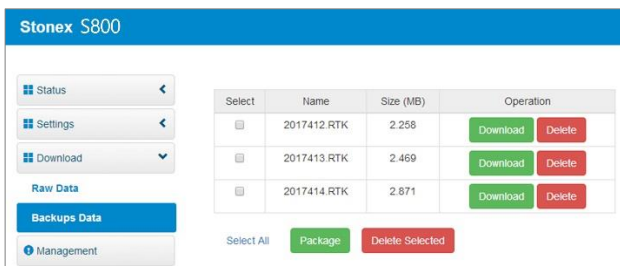 Stonex S800
Status
Settings
Download
Raw Data
Backups Data
Management
Select Name Size (MB) Operation
2017412.RTK 2.258 Download Delete
2017413.RTK 2.469 Download Delete
2017414.RTK 2.871 Download Delete
Select All Package Delete Selected